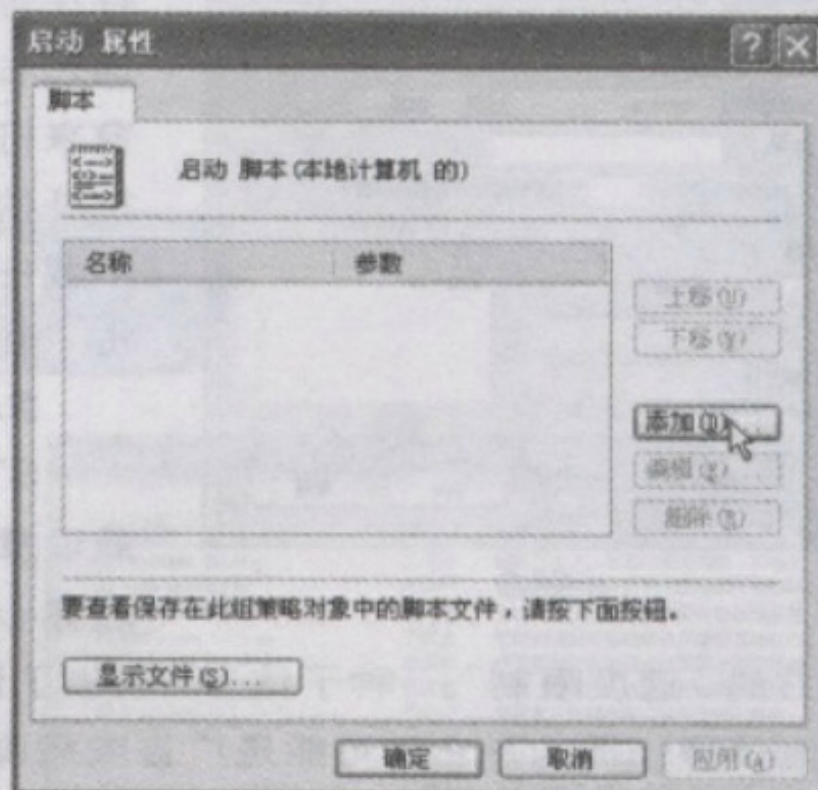 启动 属性
脚本
启动 脚本(本地计算机 的)
名称 参数
上移(U)
下移(W)
添加(D)...
编辑(E)...
删除(R)
要查看保存在此组策略对象中的脚本文件，请按下面按钮。
显示文件(S)...
确定 取消 应用(A)